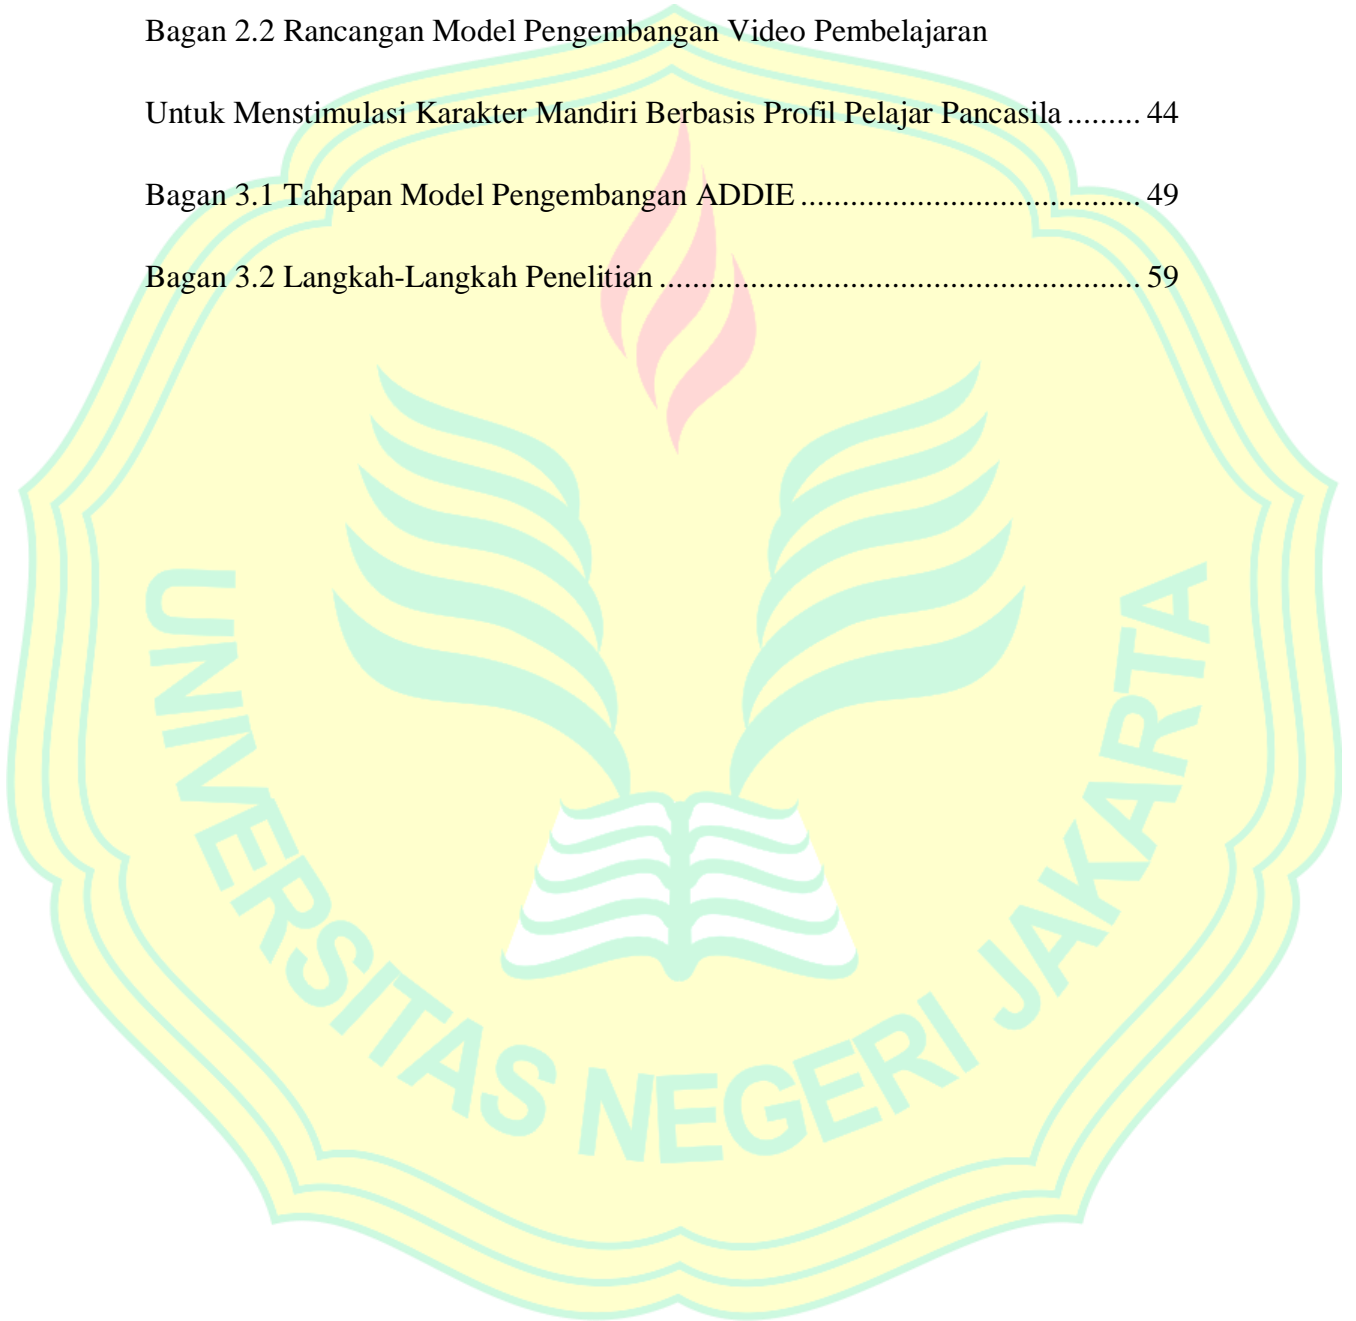 Bagan 2.2 Rancangan Model Pengembangan Video Pembelajaran
Untuk Menstimulasi Karakter Mandiri Berbasis Profil Pelajar Pancasila ......... 44
Bagan 3.1 Tahapan Model Pengembangan ADDIE ......................................... 49
Bagan 3.2 Langkah-Langkah Penelitian .......................................................... 59
UNIVERSITAS NEGERI JAKARTA